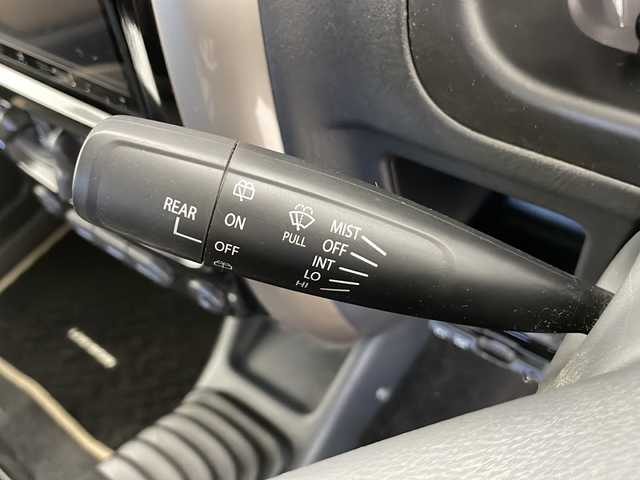 REAR
ON
OFF
PULL
MIST
OFF
INT
LO
HI